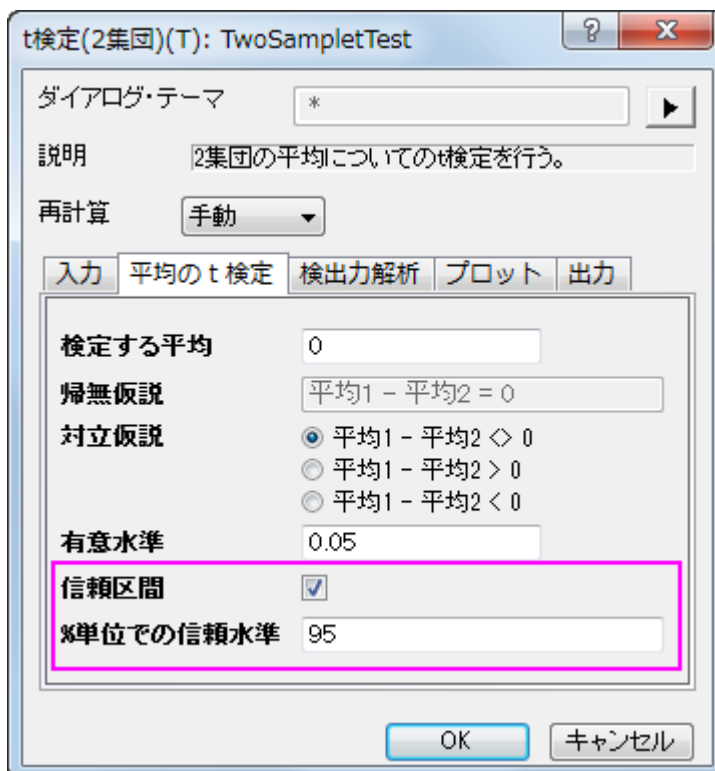 t検定(2集団)(T): TwoSampletTest
ダイアログ・テーマ *
説明 2集団の平均についてのt検定を行う。
再計算 手動
入力 平均のｔ検定 検出力解析 プロット 出力
検定する平均 0
帰無仮説 平均1 - 平均2 = 0
対立仮説 平均1 - 平均2 <> 0
平均1 - 平均2 > 0
平均1 - 平均2 < 0
有意水準 0.05
信頼区間
%単位での信頼水準 95
OK キャンセル